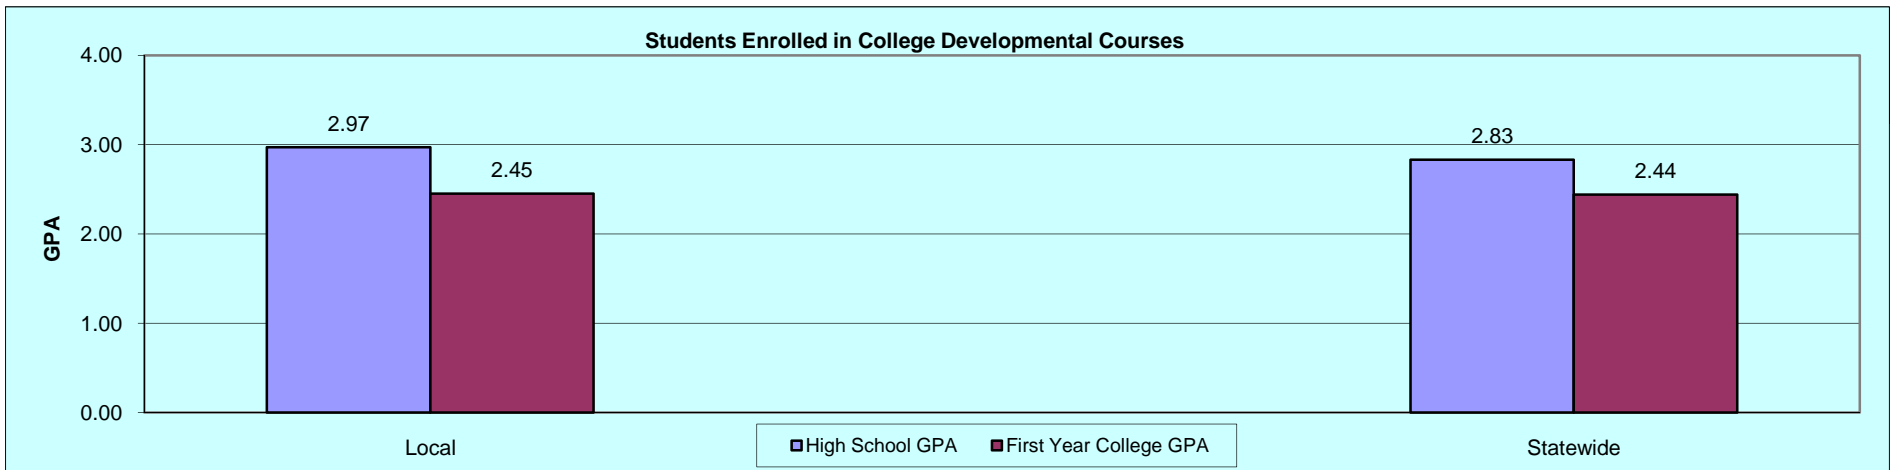 Students Enrolled in College Developmental Courses
4.00
3.00
2.00
1.00
0.00
GPA
2.97
2.45
2.83
2.44
Local
Statewide
High School GPA
First Year College GPA